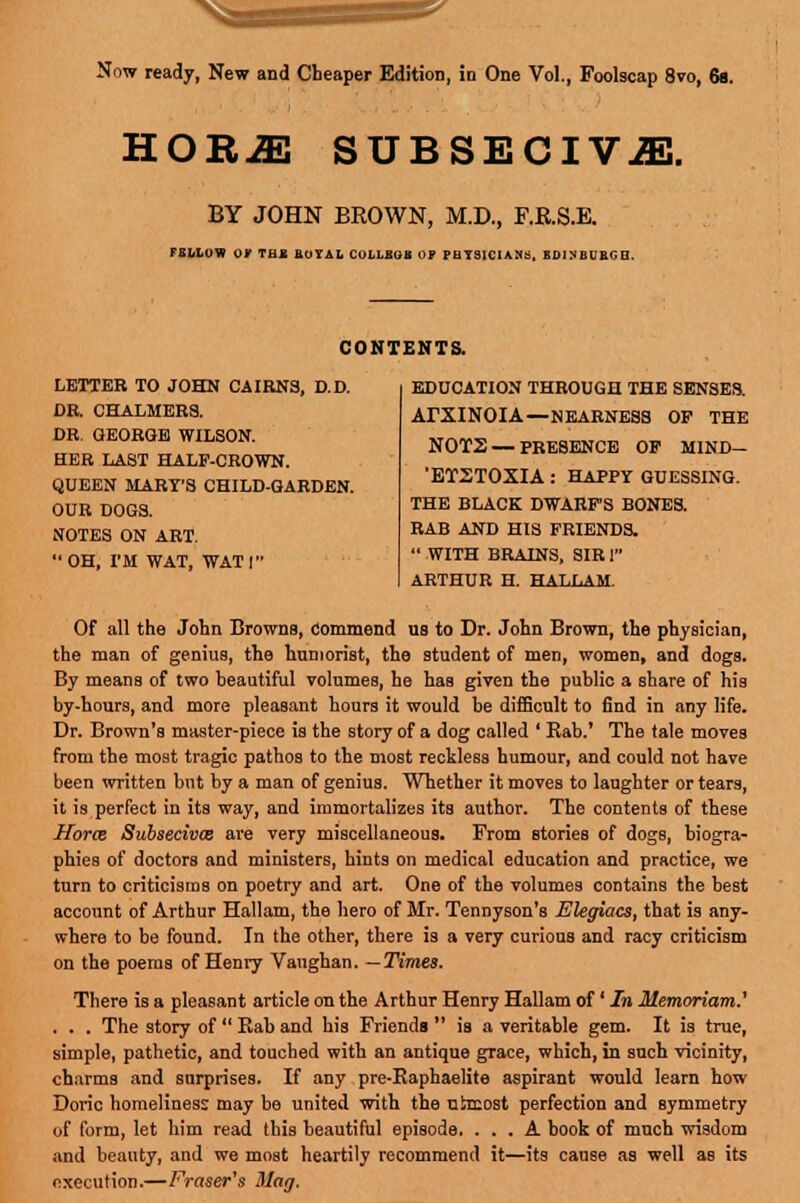 Now ready, New and Cheaper Edition, in One Vol., Foolscap 8vo, 6s.
HORÆ SUBSECIVÆ.
BY JOHN BROWN, M.D., F.R.S.E.
FELLOW OF THE ROYAL COLLEGE OF PHYSICIANS, EDINBURGH.
CONTENTS.
LETTER TO JOHN CAIRNS, D.D.
DR. CHALMERS.
DR. GEORGE WILSON.
HER LAST HALF-CROWN.
QUEEN MARY'S CHILD-GARDEN.
OUR DOGS.
NOTES ON ART.
"OH, I'M WAT, WAT!"
EDUCATION THROUGH THE SENSES.
ΑΓΧΙΝΟΙΑ—NEARNESS OF THE
ΝΟΥΣ—PRESENCE OF MIND—
'ΕΥΣΤΟΧΙΑ : HAPPY GUESSING.
THE BLACK DWARF'S BONES.
RAB AND HIS FRIENDS.
"WITH BRAINS, SIR!"
ARTHUR H. HALLAM.
Of all the John Browns, commend us to Dr. John Brown, the physician,
the man of genius, the humorist, the student of men, women, and dogs.
By means of two beautiful volumes, he has given the public a share of his
by-hours, and more pleasant hours it would be difficult to find in any life.
Dr. Brown's master-piece is the story of a dog called ' Rab.' The tale moves
from the most tragic pathos to the most reckless humour, and could not have
been written but by a man of genius. Whether it moves to laughter or tears,
it is perfect in its way, and immortalizes its author. The contents of these
Horæ Subsecivæ are very miscellaneous. From stories of dogs, biogra-
phies of doctors and ministers, hints on medical education and practice, we
turn to criticisms on poetry and art. One of the volumes contains the best
account of Arthur Hallam, the hero of Mr. Tennyson's Elegiacs, that is any-
where to be found. In the other, there is a very curious and racy criticism
on the poems of Henry Vaughan.—Times.
There is a pleasant article on the Arthur Henry Hallam of ' In Memoriam.'
. . . The story of " Rab and his Friends " is a veritable gem. It is true,
simple, pathetic, and touched with an antique grace, which, in such vicinity,
charms and surprises. If any pre-Raphaelite aspirant would learn how
Doric homeliness may be united with the utmost perfection and symmetry
of form, let him read this beautiful episode. . . . A book of much wisdom
and beauty, and we most heartily recommend it—its cause as well as its
execution.—Fraser's Mag.